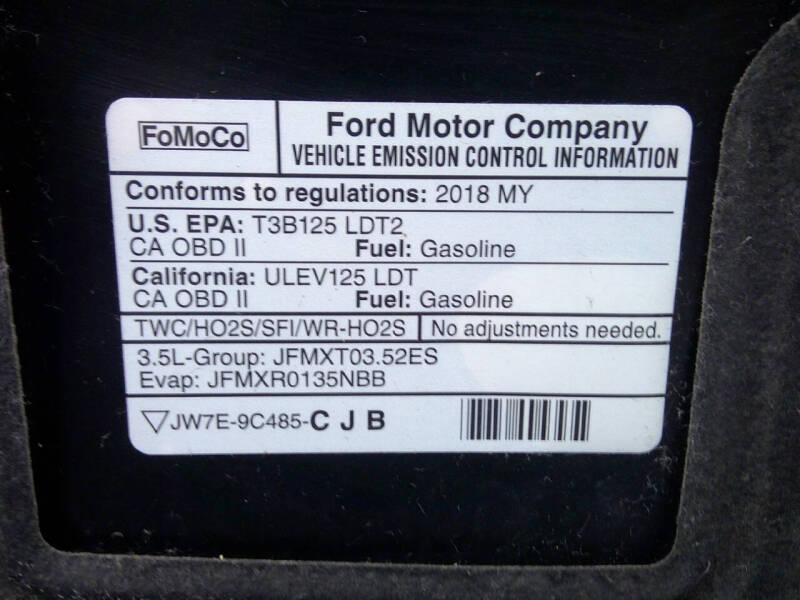 FoMoCo
Ford Motor Company
VEHICLE EMISSION CONTROL INFORMATION
Conforms to regulations: 2018 MY
U.S. EPA: T3B125 LDT2
CA OBD II Fuel: Gasoline
California: ULEV125 LDT
CA OBD II Fuel: Gasoline
TWC/HO2S/SFI/WR-HO2S No adjustments needed.
3.5L-Group: JFMXT03.52ES
Evap: JFMXR0135NBB
JW7E-9C485-C J B